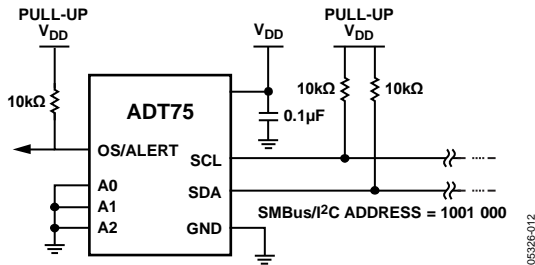 PULL-UP
VDD
VDD
PULL-UP
VDD
10kΩ
ADT75
0.1µF
10kΩ
10kΩ
OS/ALERT
SCL
A0
A1
A2
SDA
GND
SMBus/I2C ADDRESS = 1001 000
05326-012